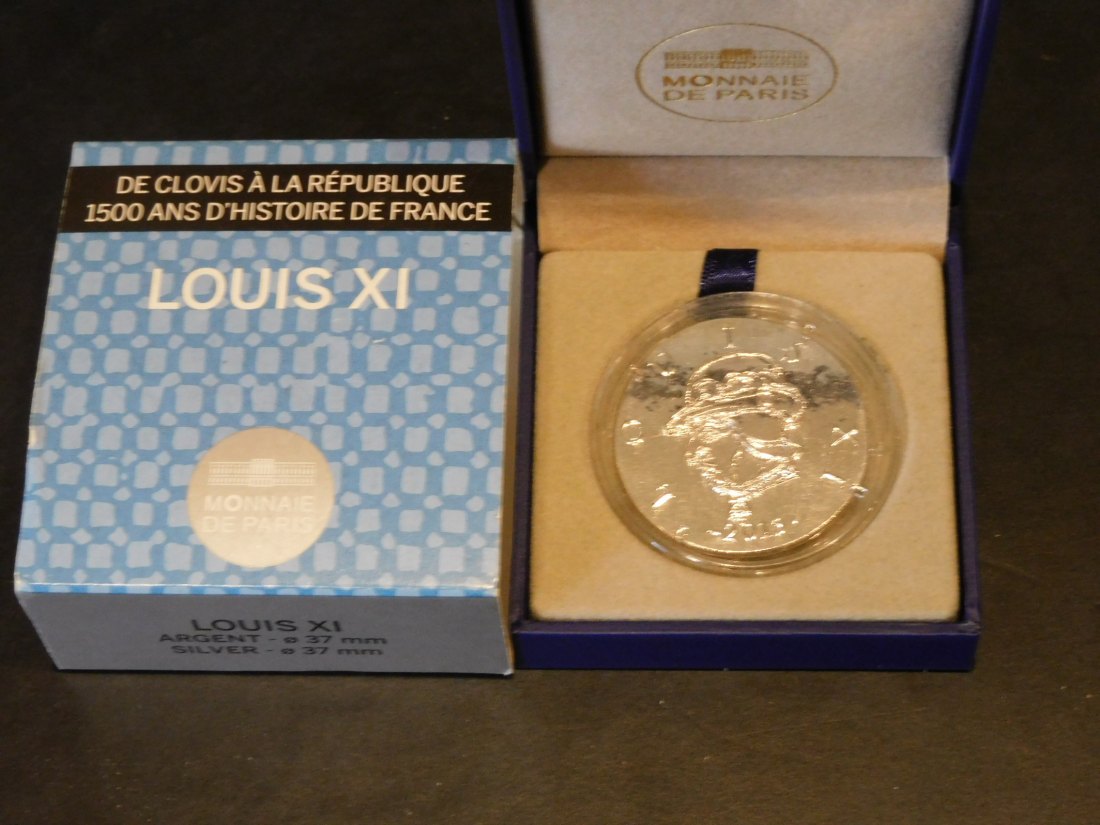 DE CLOVIS À LA RÉPUBLIQUE
1500 ANS D'HISTOIRE DE FRANCE
LOUIS XI
MONNAIE
DE PARIS
LOUIS XI
ARGENT - ø 37 mm
SILVER - ø 37 mm
MONNAIE
DE PARIS
2013